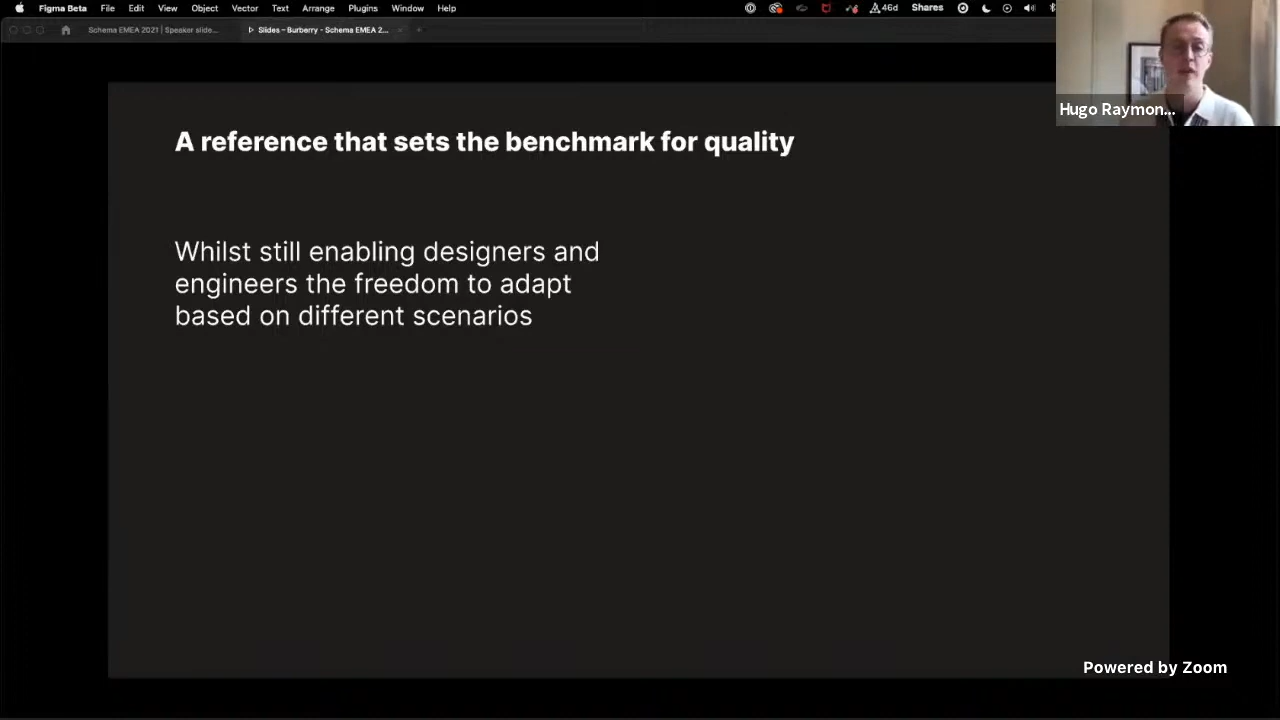 Figma Beta File Edit View Object Vector Text Arrange Plugins Window Help 46d Shares
Schema EMEA 2021 | Speaker slide... Slides – Burberry - Schema EMEA 2...
Hugo Raymon...
A reference that sets the benchmark for quality
Whilst still enabling designers and
engineers the freedom to adapt
based on different scenarios
Powered by Zoom